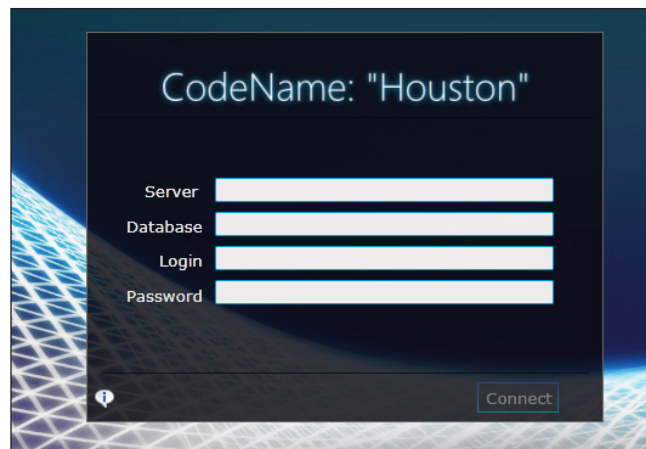 CodeName: "Houston"
Server
Database
Login
Password
Connect